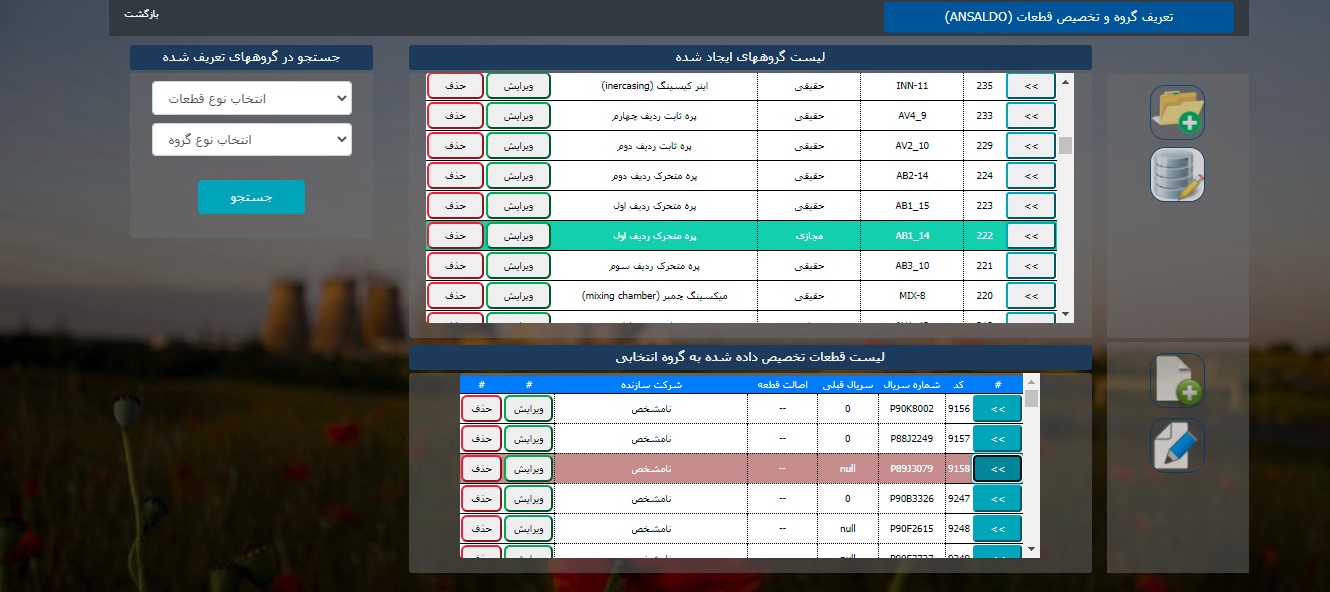 تعریف گروه و تخصیص قطعات (ANSALDO)
بازگشت
لیست گروههای ایجاد شده
<< 235 INN-11 حقیقی اینر کیسینگ (inercasing) ویرایش حذف
<< 233 AV4_9 حقیقی پره ثابت ردیف چهارم ویرایش حذف
<< 229 AV2_10 حقیقی پره ثابت ردیف دوم ویرایش حذف
<< 224 AB2-14 حقیقی پره متحرک ردیف دوم ویرایش حذف
<< 223 AB1_15 حقیقی پره متحرک ردیف اول ویرایش حذف
<< 222 AB1_14 مجازی پره متحرک ردیف اول ویرایش حذف
<< 221 AB3_10 حقیقی پره متحرک ردیف سوم ویرایش حذف
<< 220 MIX-8 حقیقی میکسینگ چمبر (mixing chamber) ویرایش حذف
جستجو در گروههای تعریف شده
انتخاب نوع قطعات
انتخاب نوع گروه
جستجو
لیست قطعات تخصیص داده شده به گروه انتخابی
# کد شماره سریال سریال قبلی اصالت قطعه شرکت سازنده # #
<< 9156 P90K8002 0 -- نامشخص ویرایش حذف
<< 9157 P88J2249 0 -- نامشخص ویرایش حذف
<< 9158 P89J3079 null -- نامشخص ویرایش حذف
<< 9247 P90B3326 0 -- نامشخص ویرایش حذف
<< 9248 P90F2615 null -- نامشخص ویرایش حذف